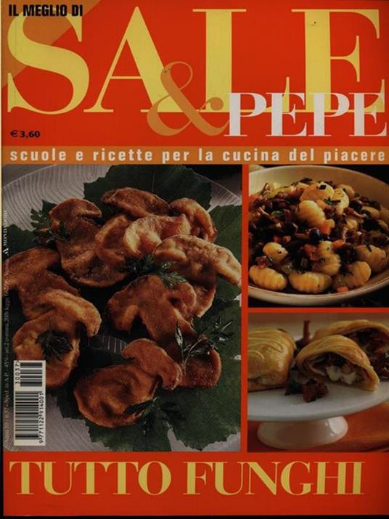 IL MEGLIO DI
SALE
& PEPE
€ 3,60
scuole e ricette per la cucina del piacere
TUTTO FUNGHI